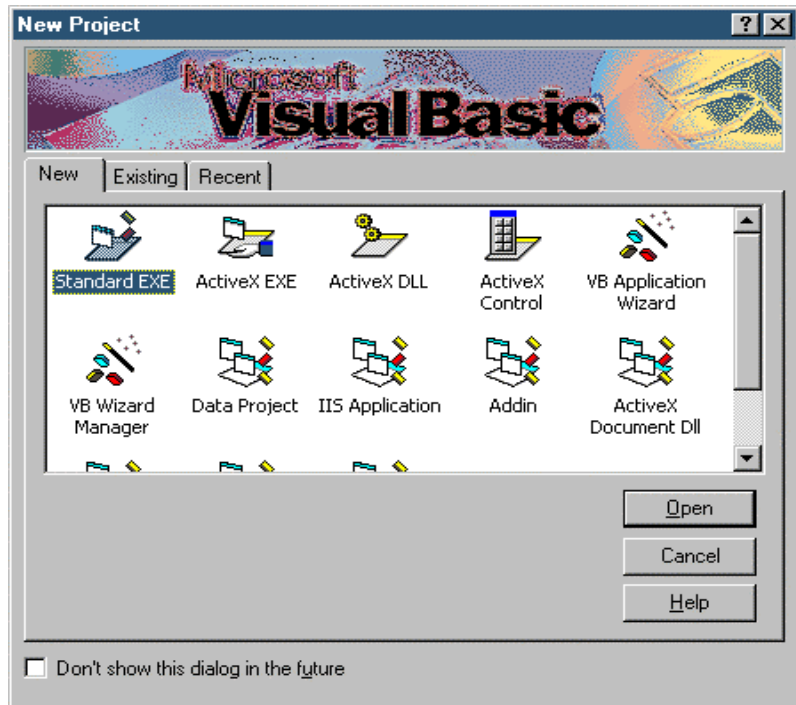 New Project
Microsoft
Visual Basic
New Existing Recent
Standard EXE ActiveX EXE ActiveX DLL ActiveX Control VB Application Wizard
VB Wizard Manager Data Project IIS Application Addin ActiveX Document Dll
Open
Cancel
Help
Don't show this dialog in the future